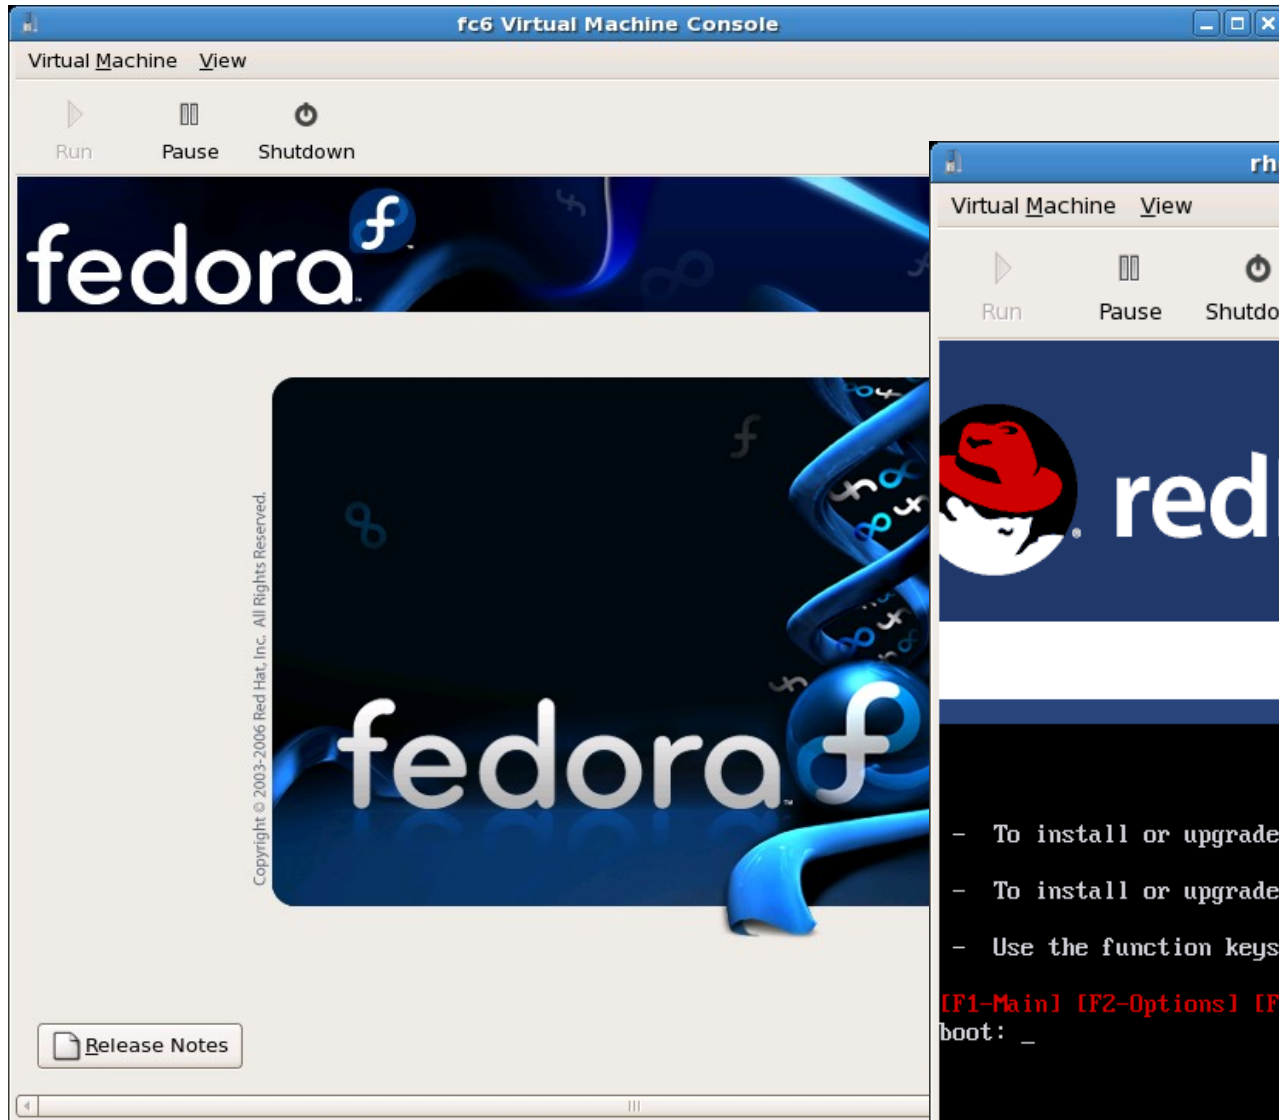 fc6 Virtual Machine Console
Virtual Machine View
Run Pause Shutdown
fedora f ™
Copyright © 2003-2006 Red Hat, Inc. All Rights Reserved.
fedora f ™
Release Notes
rh
Virtual Machine View
Run Pause Shutdo
red
- To install or upgrade
- To install or upgrade
- Use the function keys
[F1-Main] [F2-Options] [F
boot: _